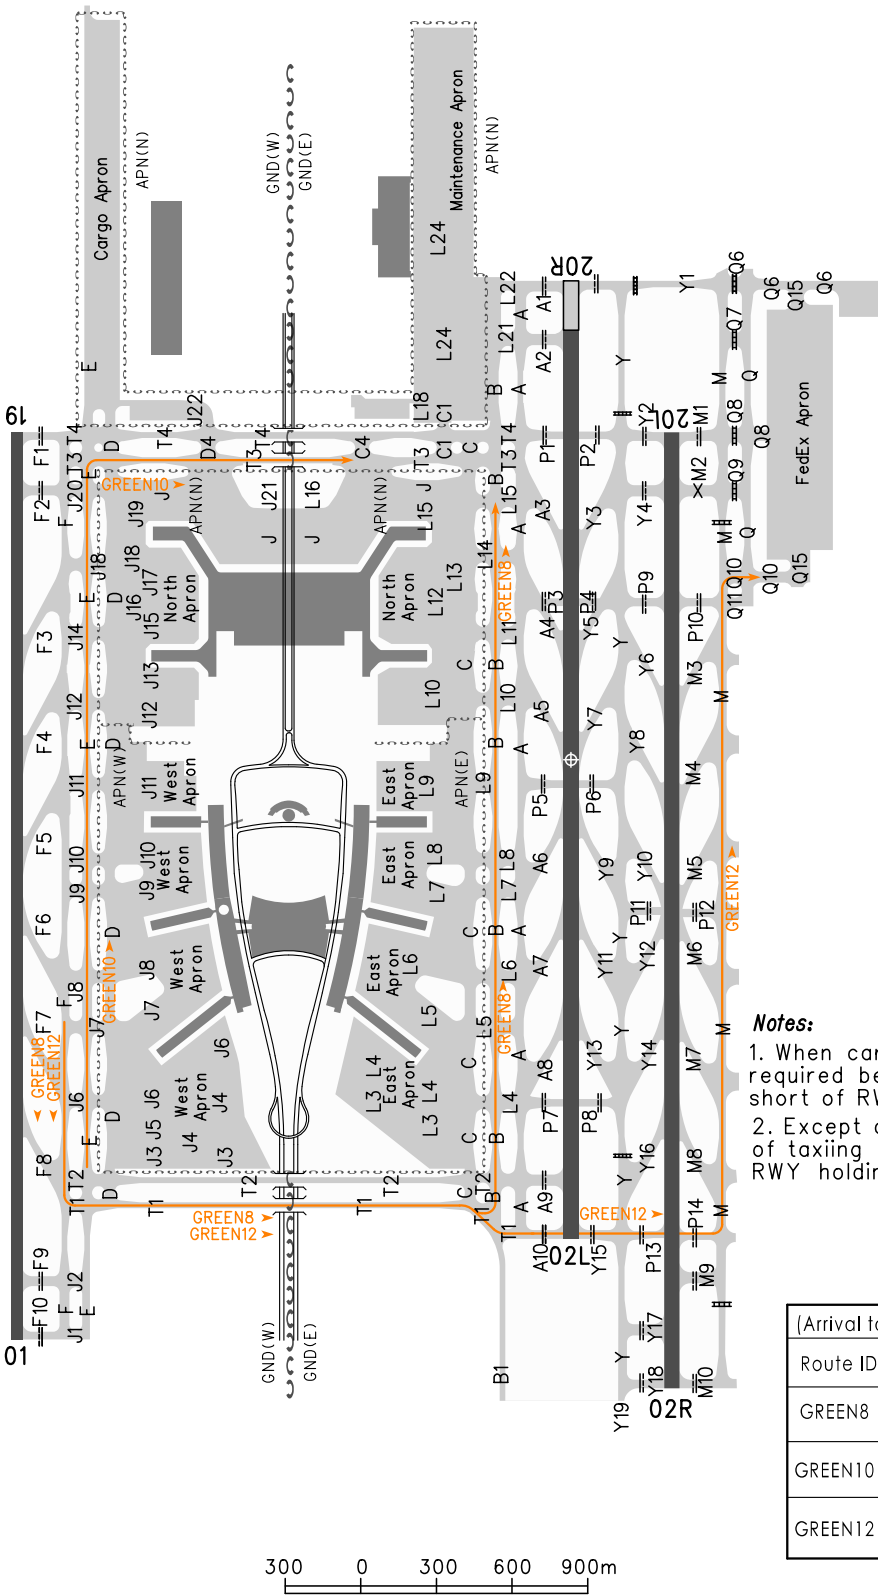 GND(W)
GND(E)
Cargo Apron
APN(N)
Maintenance Apron
APN(N)
L24
L24
E
J22
L18
C1
20R
L22
A1
L21
A
A2
B
A
Y1
Q6
Q6
Q15
Q6
Q7
Y
M
Q
19
F1
T4
D
T4
D4
T3
T4
C4
C1
T3
C
T3
T4
P1
P2
Y2
20L
M1
Q8
Q8
FedEx Apron
F2
J20
T3
E
GREEN10
J
J19
F
APN(N)
J21
L16
J
J
APN(N)
L15
J
B
L15
A3
A
Y3
Y4
M2
Q9
M
Q
Q15
J18
J18
J17
J16
J15
E
D
North
Apron
North
Apron
L14
L13
L12
GREEN8
L11
A4
P3
P4
Y5
P9
P10
Q11
Q10
Q10
F3
J14
J13
J12
J12
L10
C
B
L10
A5
Y
Y6
Y7
M3
M
F4
E
D
APN(W)
J11
J11
West
Apron
East
Apron
L9
APN(E)
L9
B
A
P5
P6
Y8
M4
F5
J10
J9
J10
J9
West
Apron
East
Apron
L8
L7
L8
L7
A6
Y9
Y10
M5
GREEN12
F6
D
GREEN10
J8
J7
West
Apron
East
Apron
L6
C
B
A
L6
A7
P11
P12
Y
Y11
Y12
M6
F7
F
J8
J7
L5
L5
GREEN8
GREEN8
GREEN12
J6
J6
J5
J3
J6
West
Apron
J4
J4
J3
L4
L3
East
Apron
L4
L3
C
A
A8
Y
Y13
Y14
M7
M
F8
E
D
C
B
L4
P7
P8
Y16
M8
T2
D
T1
T2
T1
T2
C
T2
T1
B
A
A9
Y
GREEN8
GREEN12
T1
A10
02L
Y15
GREEN12
P13
P14
M
F9
F10
J2
F
E
J1
01
GND(W)
GND(E)
B1
M9
Y17
Y
Y18
Y19
M10
02R
Notes:
1. When car
required be
short of RW
2. Except o
of taxiing
RWY holdin
(Arrival to
Route ID
GREEN8
GREEN10
GREEN12
300 0 300 600 900m